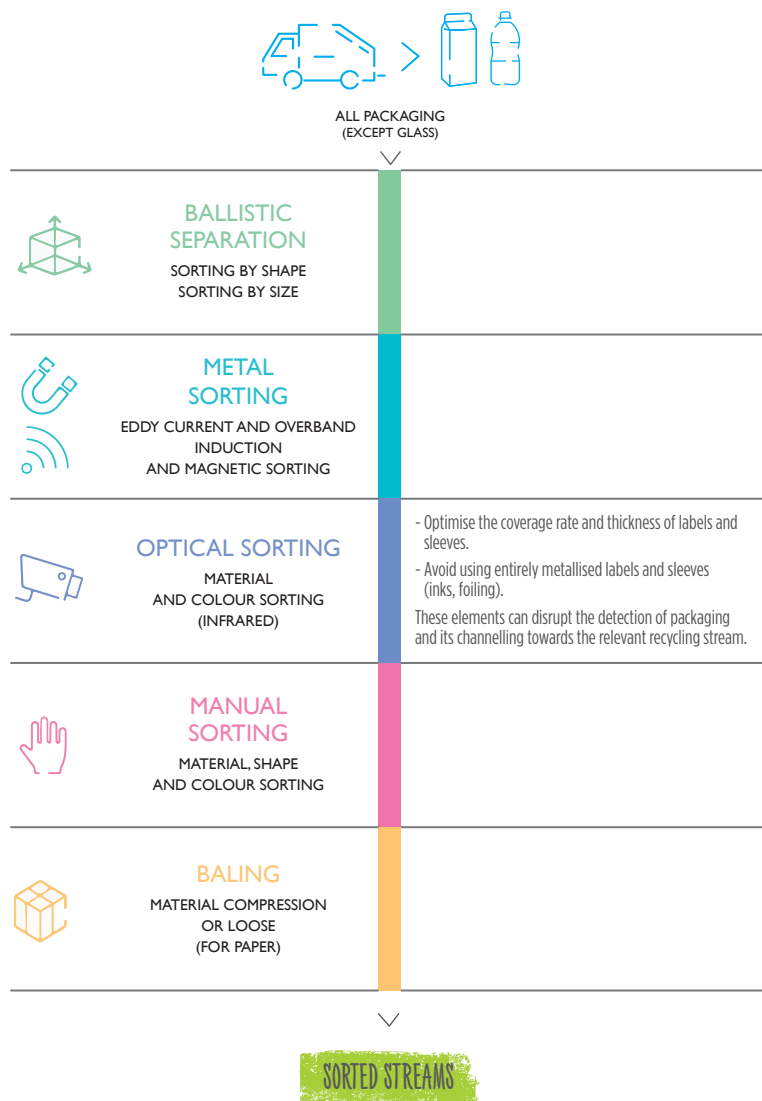 ALL PACKAGING
(EXCEPT GLASS)
BALLISTIC
SEPARATION
SORTING BY SHAPE
SORTING BY SIZE
METAL
SORTING
EDDY CURRENT AND OVERBAND
INDUCTION
AND MAGNETIC SORTING
OPTICAL SORTING
MATERIAL
AND COLOUR SORTING
(INFRARED)
- Optimise the coverage rate and thickness of labels and
sleeves.
- Avoid using entirely metallised labels and sleeves
(inks, foiling).
These elements can disrupt the detection of packaging
and its channelling towards the relevant recycling stream.
MANUAL
SORTING
MATERIAL, SHAPE
AND COLOUR SORTING
BALING
MATERIAL COMPRESSION
OR LOOSE
(FOR PAPER)
SORTED STREAMS